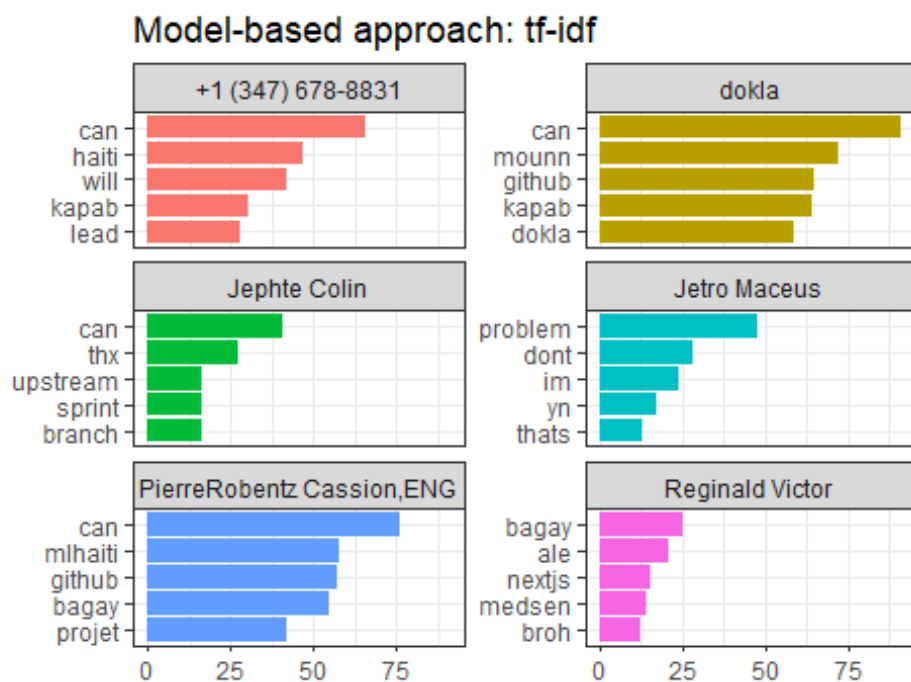 Model-based approach: tf-idf
+1 (347) 678-8831
can
haiti
will
kapab
lead
dokla
can
mounn
github
kapab
dokla
Jephte Colin
can
thx
upstream
sprint
branch
Jetro Maceus
problem
dont
im
yn
thats
PierreRobentz Cassion,ENG
can
mlhaiti
github
bagay
projet
0 25 50 75
Reginald Victor
bagay
ale
nextjs
medsen
broh
0 25 50 75